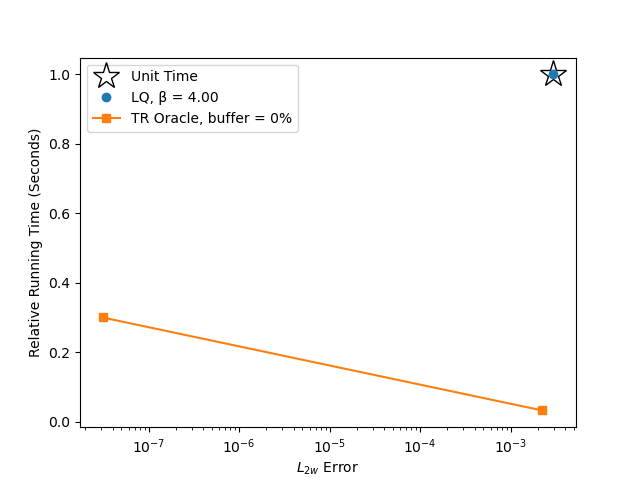 Unit Time
LQ, β = 4.00
TR Oracle, buffer = 0%
Relative Running Time (Seconds)
1.0
0.8
0.6
0.4
0.2
0.0
10⁻⁷ 10⁻⁶ 10⁻⁵ 10⁻⁴ 10⁻³
L₂w Error